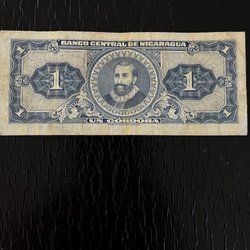 BANCO CENTRAL DE NICARAGUA
1 1
UN CORDOBA